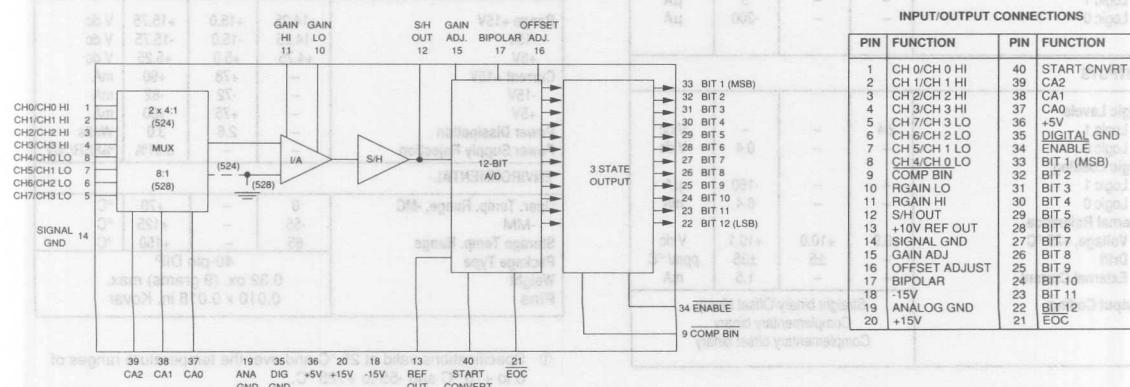 INPUT/OUTPUT CONNECTIONS
PIN FUNCTION PIN FUNCTION
1 CH 0/CH 0 HI 40 START CNVRT
2 CH 1/CH 1 HI 39 CA2
3 CH 2/CH 2 HI 38 CA1
4 CH 3/CH 3 HI 37 CA0
5 CH 7/CH 3 LO 36 +5V
6 CH 6/CH 2 LO 35 DIGITAL GND
7 CH 5/CH 1 LO 34 ENABLE
8 CH 4/CH 0 LO 33 BIT 1 (MSB)
9 COMP BIN 32 BIT 2
10 RGAIN LO 31 BIT 3
11 RGAIN HI 30 BIT 4
12 S/H OUT 29 BIT 5
13 +10V REF OUT 28 BIT 6
14 SIGNAL GND 27 BIT 7
15 GAIN ADJ 26 BIT 8
16 OFFSET ADJUST 25 BIT 9
17 BIPOLAR 24 BIT 10
18 -15V 23 BIT 11
19 ANALOG GND 22 BIT 12
20 +15V 21 EOC
GAIN GAIN S/H GAIN OFFSET
HI LO OUT ADJ. BIPOLAR ADJ.
11 10 12 15 17 16
CH0/CH0 HI 1
CH1/CH1 HI 2
CH2/CH2 HI 3
CH3/CH3 HI 4
CH4/CH0 LO 8
CH5/CH1 LO 7
CH6/CH2 LO 6
CH7/CH3 LO 5
SIGNAL 14
GND
2 x 4:1
(524)
MUX
8:1
(528)
(524)
(528)
I/A
S/H
12-BIT
A/D
3 STATE
OUTPUT
33 BIT 1 (MSB)
32 BIT 2
31 BIT 3
30 BIT 4
29 BIT 5
28 BIT 6
27 BIT 7
26 BIT 8
25 BIT 9
24 BIT 10
23 BIT 11
22 BIT 12 (LSB)
34 ENABLE
9 COMP BIN
39 38 37 19 35 36 20 18 13 40 21
CA2 CA1 CA0 ANA DIG +5V +15V -15V REF START EOC
GND GND OUT CONVERT